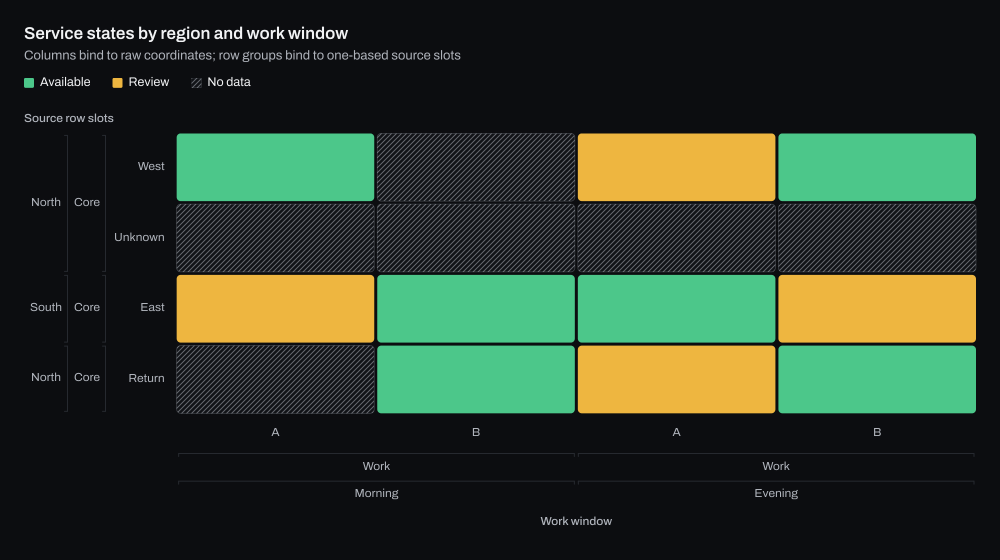 Service states by region and work window
Columns bind to raw coordinates; row groups bind to one-based source slots
Available Review No data
Source row slots
West
North Core
Unknown
South Core East
North Core Return
A B A B
Work Work
Morning Evening
Work window